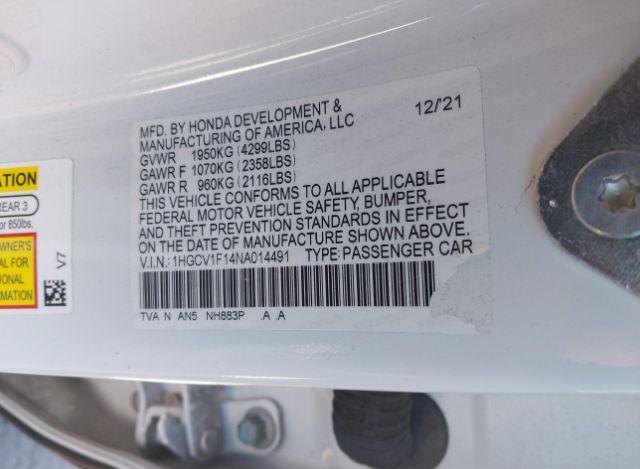 MFD. BY HONDA DEVELOPMENT & 12/'21
MANUFACTURING OF AMERICA, LLC
GVWR 1950KG(4299LBS)
GAWR F 1070KG(2358LBS)
GAWR R 960KG(2116LBS)
THIS VEHICLE CONFORMS TO ALL APPLICABLE
FEDERAL MOTOR VEHICLE SAFETY, BUMPER,
AND THEFT PREVENTION STANDARDS IN EFFECT
ON THE DATE OF MANUFACTURE SHOWN ABOVE.
V.I.N.: 1HGCV1F14NA014491 TYPE: PASSENGER CAR
TVA N AN5 NH883P .A .A
REAR 3
850lbs.
FOR
V7